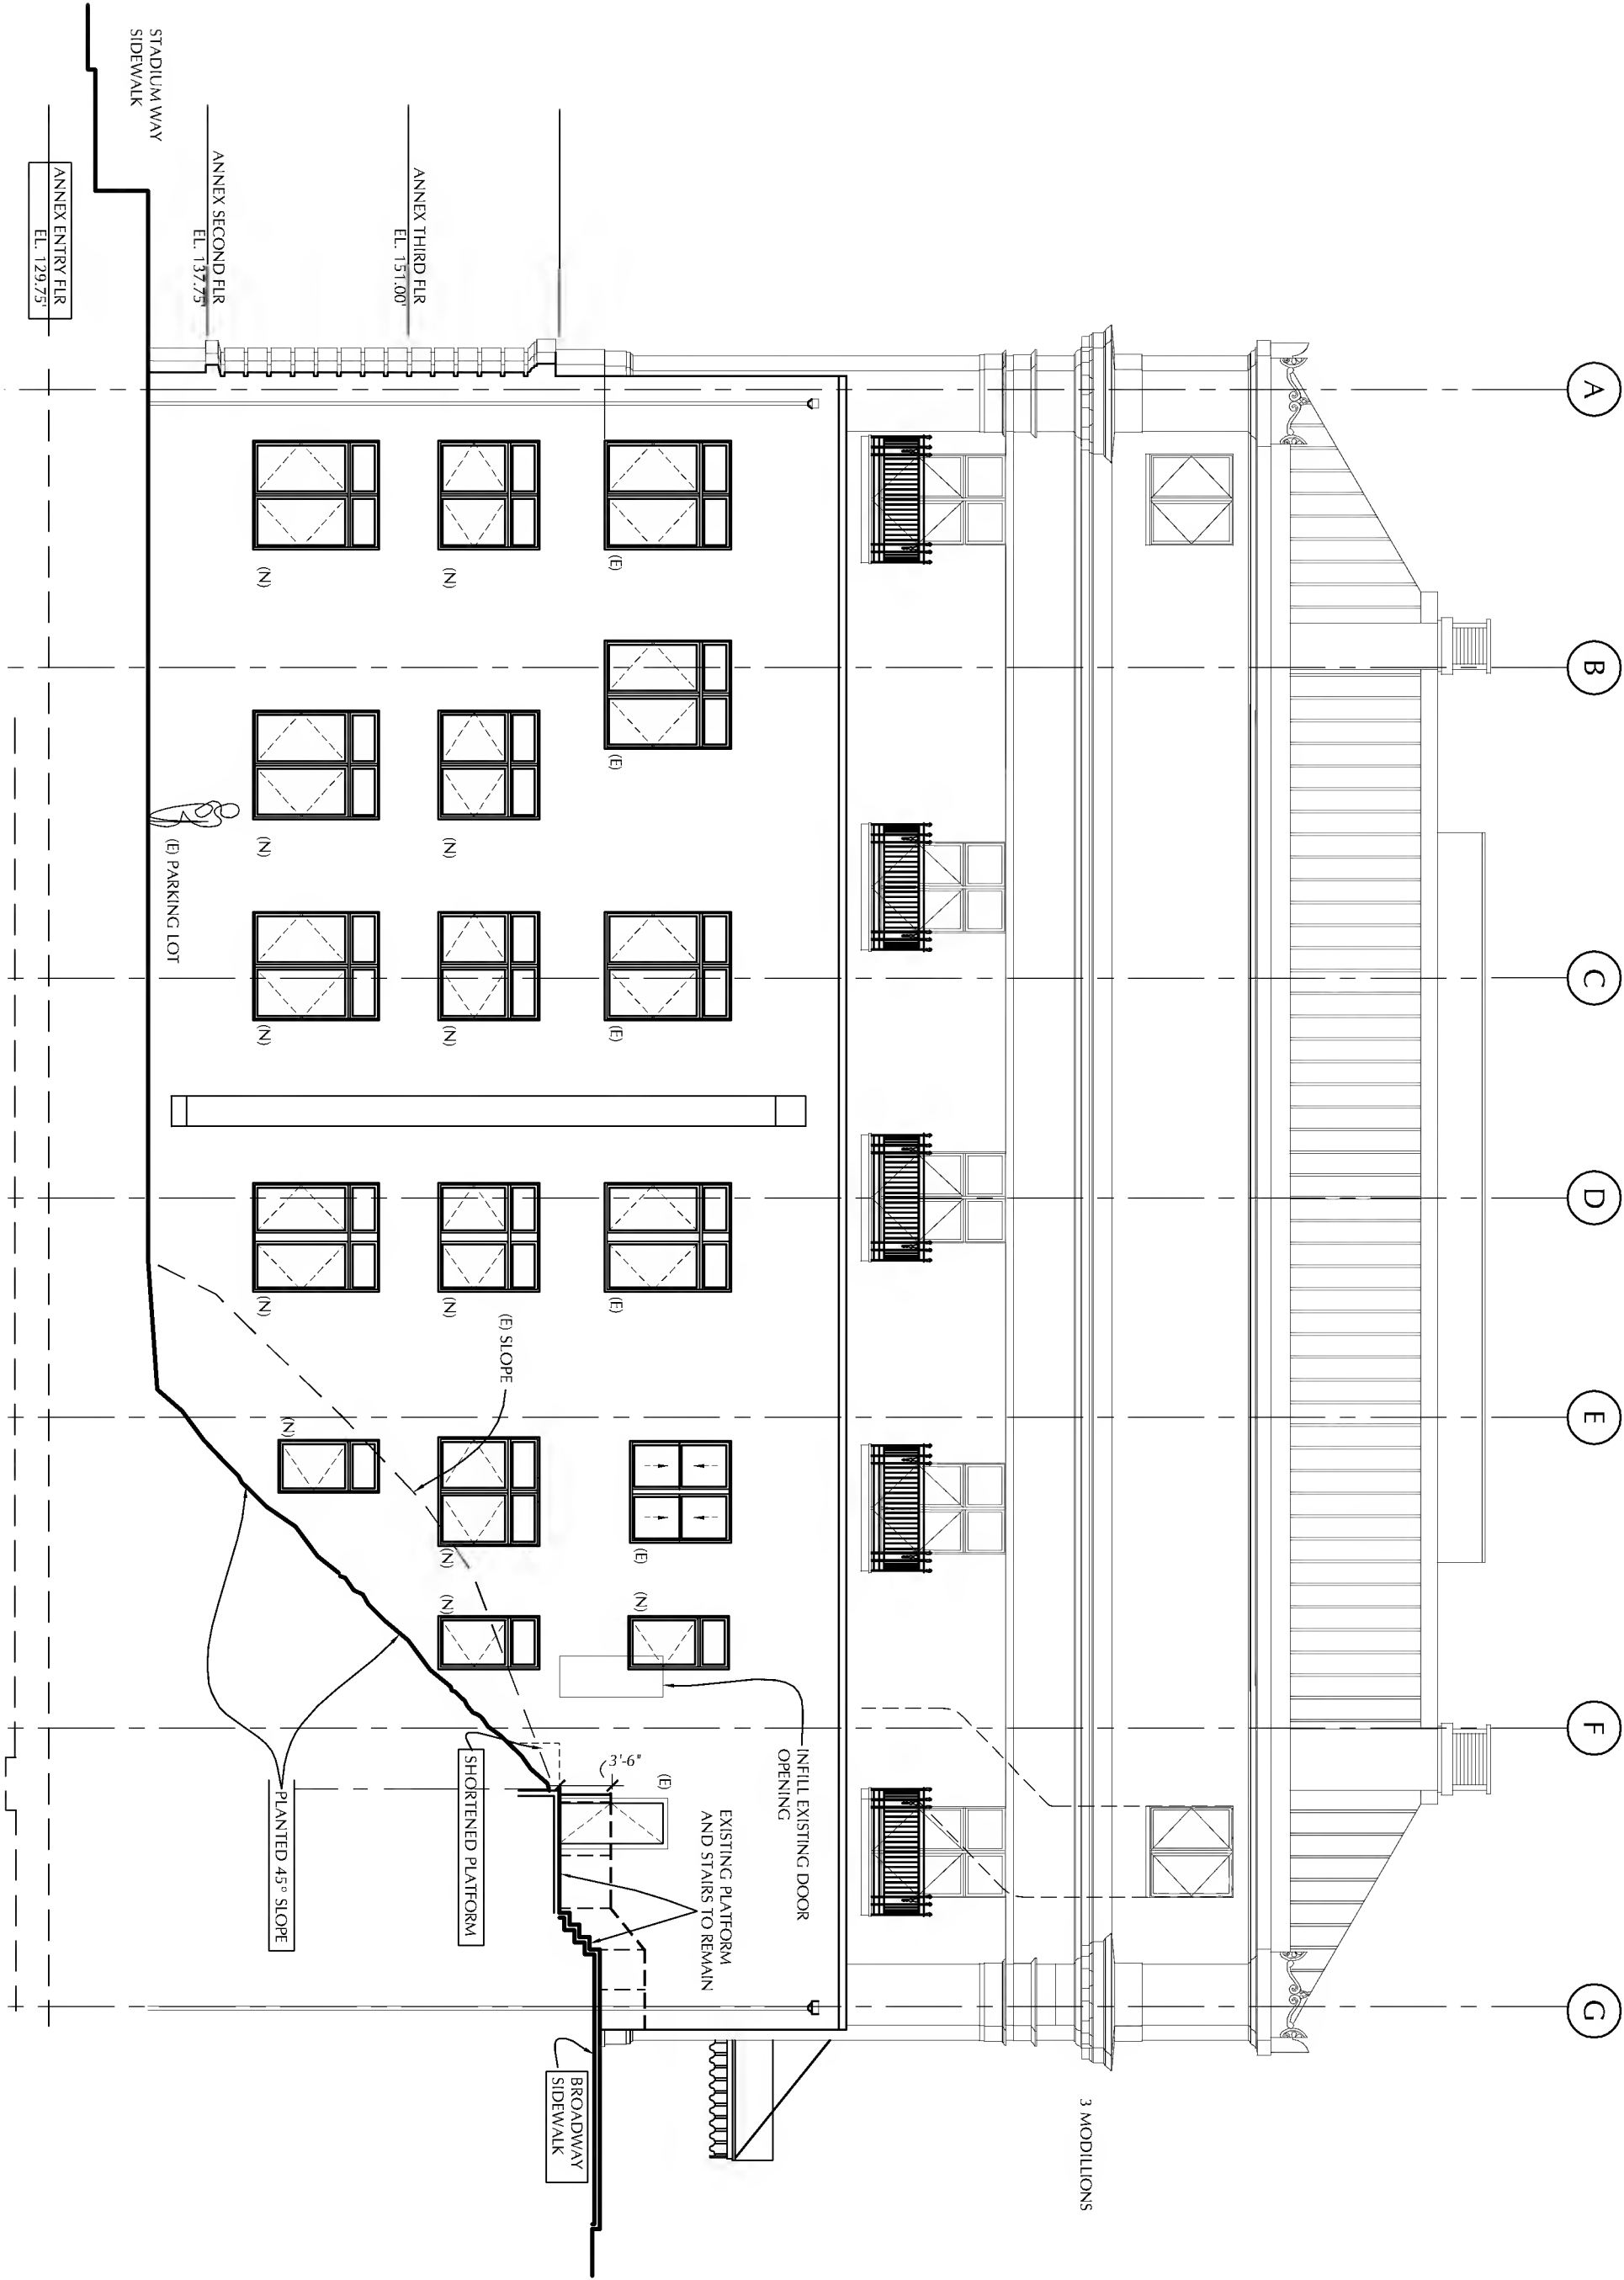 A
B
C
D
E
F
G
3 MODILLIONS
INFILL EXISTING DOOR
OPENING
EXISTING PLATFORM
AND STAIRS TO REMAIN
(E)
(E)
(E)
(E)
(E)
(N)
(E)
3'-6"
ANNEX THIRD FLR
EL. 151.00'
(N)
(N)
(N)
(N)
(N)
(N)
(E) SLOPE
SHORTENED PLATFORM
BROADWAY
SIDEWALK
ANNEX SECOND FLR
EL. 137.75'
(N)
(N)
(N)
(N)
(N)
PLANTED 45° SLOPE
(E) PARKING LOT
STADIUM WAY
SIDEWALK
ANNEX ENTRY FLR
EL. 129.75'